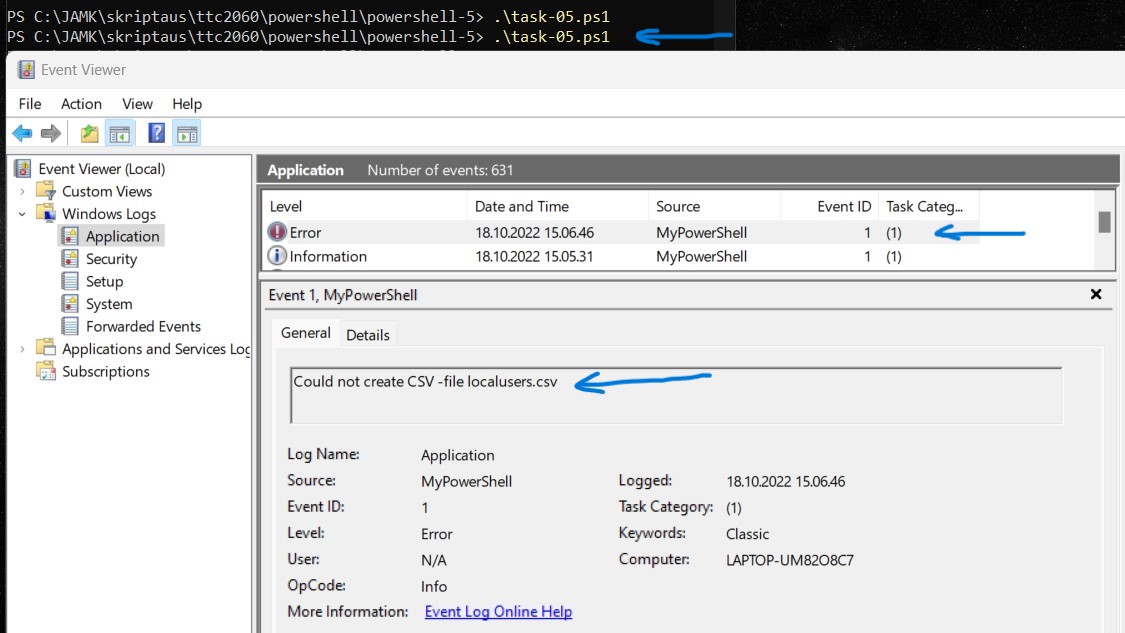 PS C:\JAMK\skriptaus\ttc2060\powershell\powershell-5> .\task-05.ps1
PS C:\JAMK\skriptaus\ttc2060\powershell\powershell-5> .\task-05.ps1
Event Viewer
File Action View Help
Event Viewer (Local)
Custom Views
Windows Logs
Application
Security
Setup
System
Forwarded Events
Applications and Services Log
Subscriptions
Application Number of events: 631
Level Date and Time Source Event ID Task Categ...
Error 18.10.2022 15.06.46 MyPowerShell 1 (1)
Information 18.10.2022 15.05.31 MyPowerShell 1 (1)
Event 1, MyPowerShell
General Details
Could not create CSV -file localusers.csv
Log Name: Application
Source: MyPowerShell Logged: 18.10.2022 15.06.46
Event ID: 1 Task Category: (1)
Level: Error Keywords: Classic
User: N/A Computer: LAPTOP-UM82O8C7
OpCode: Info
More Information: Event Log Online Help